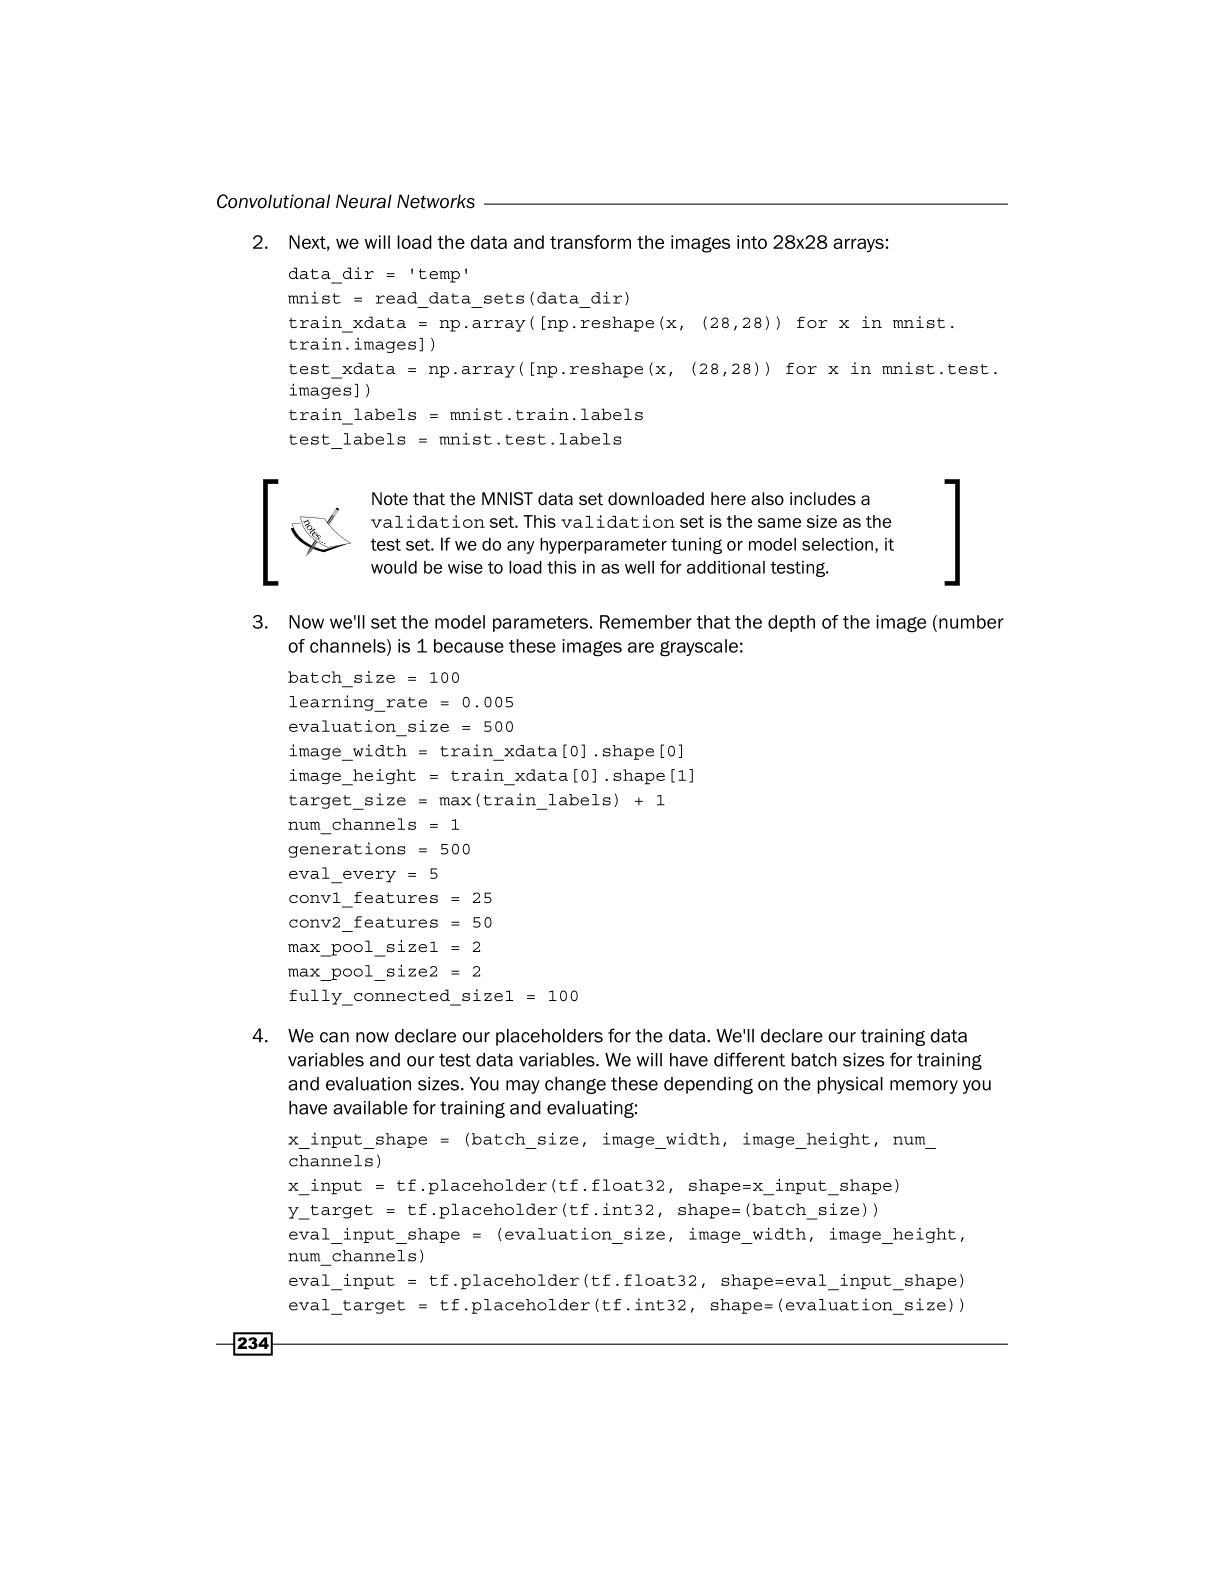 Convolutional Neural Networks
2. Next, we will load the data and transform the images into 28x28 arrays:
data_dir = 'temp'
mnist = read_data_sets(data_dir)
train_xdata = np.array([np.reshape(x, (28,28)) for x in mnist.
train.images])
test_xdata = np.array([np.reshape(x, (28,28)) for x in mnist.test.
images])
train_labels = mnist.train.labels
test_labels = mnist.test.labels
notes...
Note that the MNIST data set downloaded here also includes a
validation set. This validation set is the same size as the
test set. If we do any hyperparameter tuning or model selection, it
would be wise to load this in as well for additional testing.
3. Now we'll set the model parameters. Remember that the depth of the image (number
of channels) is 1 because these images are grayscale:
batch_size = 100
learning_rate = 0.005
evaluation_size = 500
image_width = train_xdata[0].shape[0]
image_height = train_xdata[0].shape[1]
target_size = max(train_labels) + 1
num_channels = 1
generations = 500
eval_every = 5
conv1_features = 25
conv2_features = 50
max_pool_size1 = 2
max_pool_size2 = 2
fully_connected_size1 = 100
4. We can now declare our placeholders for the data. We'll declare our training data
variables and our test data variables. We will have different batch sizes for training
and evaluation sizes. You may change these depending on the physical memory you
have available for training and evaluating:
x_input_shape = (batch_size, image_width, image_height, num_
channels)
x_input = tf.placeholder(tf.float32, shape=x_input_shape)
y_target = tf.placeholder(tf.int32, shape=(batch_size))
eval_input_shape = (evaluation_size, image_width, image_height,
num_channels)
eval_input = tf.placeholder(tf.float32, shape=eval_input_shape)
eval_target = tf.placeholder(tf.int32, shape=(evaluation_size))
234